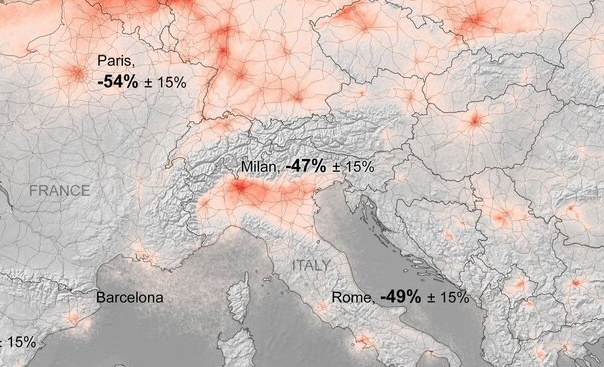 Paris,
-54% ± 15%
Milan, -47% ± 15%
FRANCE
ITALY
Barcelona
Rome, -49% ± 15%
± 15%